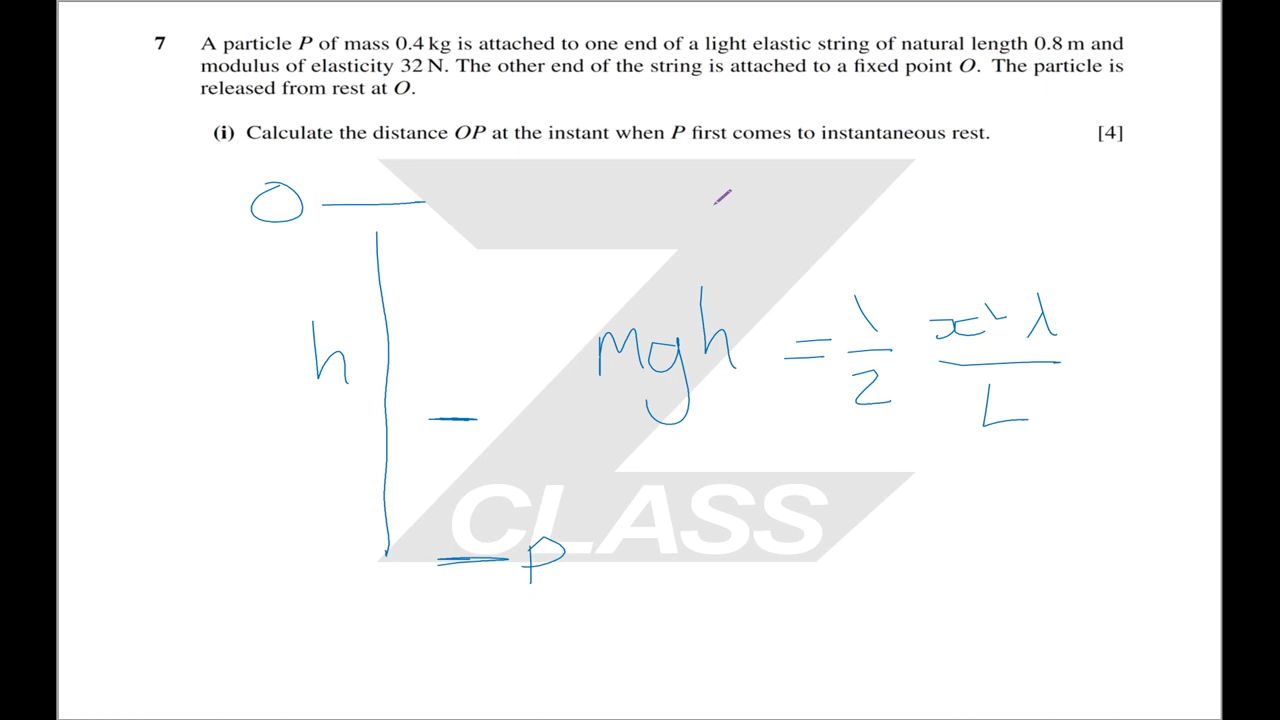 7 A particle P of mass 0.4 kg is attached to one end of a light elastic string of natural length 0.8 m and
modulus of elasticity 32 N. The other end of the string is attached to a fixed point O. The particle is
released from rest at O.
(i) Calculate the distance OP at the instant when P first comes to instantaneous rest. [4]
O
h
mgh = 1/2 x² λ / L
CLASS
P